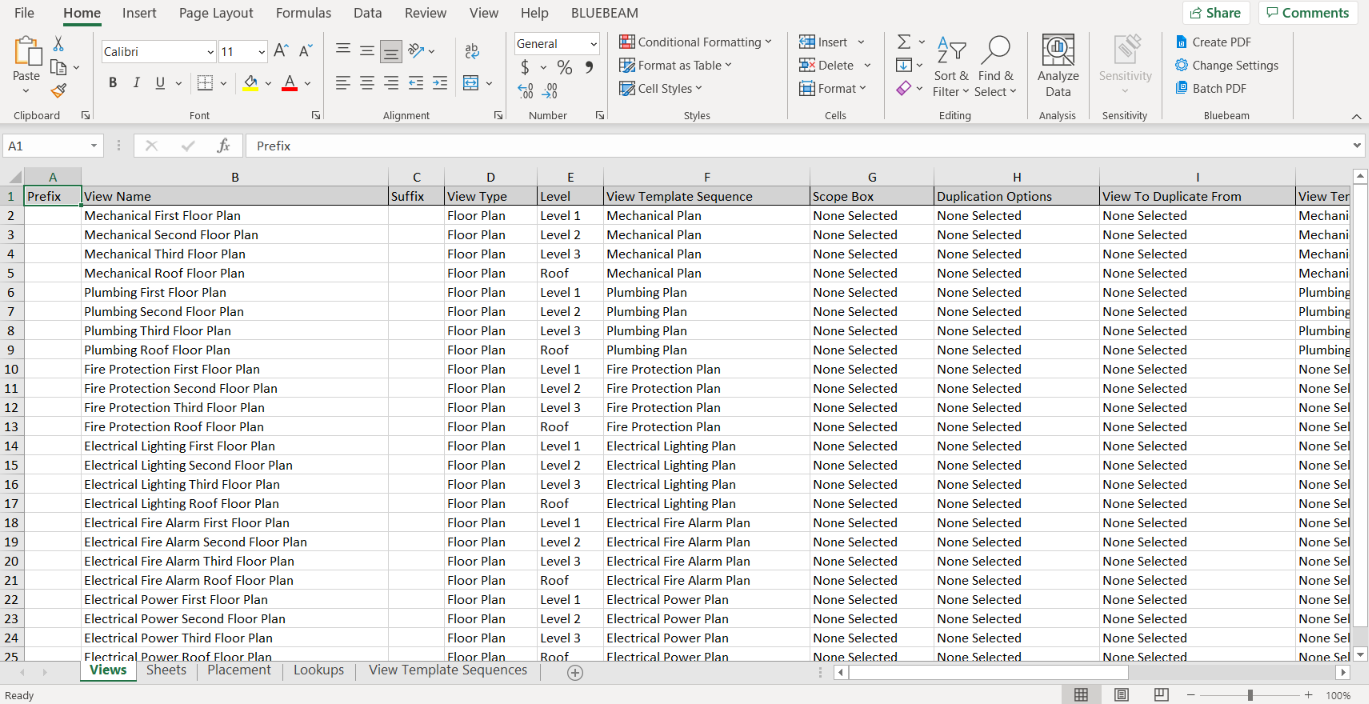 File Home Insert Page Layout Formulas Data Review View Help BLUEBEAM Share Comments
Calibri 11 A A ab General Conditional Formatting Insert Σ A Z Create PDF
Paste Format as Table Delete Sort & Find & Analyze Sensitivity Change Settings
B I U A $ % 9 Cell Styles Format Filter Select Data Batch PDF
Clipboard Font Alignment Number Styles Cells Editing Analysis Sensitivity Bluebeam
A1 fx Prefix
A B C D E F G H I
1 Prefix View Name Suffix View Type Level View Template Sequence Scope Box Duplication Options View To Duplicate From View Ter
2 Mechanical First Floor Plan Floor Plan Level 1 Mechanical Plan None Selected None Selected None Selected Mechani
3 Mechanical Second Floor Plan Floor Plan Level 2 Mechanical Plan None Selected None Selected None Selected Mechani
4 Mechanical Third Floor Plan Floor Plan Level 3 Mechanical Plan None Selected None Selected None Selected Mechani
5 Mechanical Roof Floor Plan Floor Plan Roof Mechanical Plan None Selected None Selected None Selected Mechani
6 Plumbing First Floor Plan Floor Plan Level 1 Plumbing Plan None Selected None Selected None Selected Plumbing
7 Plumbing Second Floor Plan Floor Plan Level 2 Plumbing Plan None Selected None Selected None Selected Plumbing
8 Plumbing Third Floor Plan Floor Plan Level 3 Plumbing Plan None Selected None Selected None Selected Plumbing
9 Plumbing Roof Floor Plan Floor Plan Roof Plumbing Plan None Selected None Selected None Selected Plumbing
10 Fire Protection First Floor Plan Floor Plan Level 1 Fire Protection Plan None Selected None Selected None Selected None Sel
11 Fire Protection Second Floor Plan Floor Plan Level 2 Fire Protection Plan None Selected None Selected None Selected None Sel
12 Fire Protection Third Floor Plan Floor Plan Level 3 Fire Protection Plan None Selected None Selected None Selected None Sel
13 Fire Protection Roof Floor Plan Floor Plan Roof Fire Protection Plan None Selected None Selected None Selected None Sel
14 Electrical Lighting First Floor Plan Floor Plan Level 1 Electrical Lighting Plan None Selected None Selected None Selected None Sel
15 Electrical Lighting Second Floor Plan Floor Plan Level 2 Electrical Lighting Plan None Selected None Selected None Selected None Sel
16 Electrical Lighting Third Floor Plan Floor Plan Level 3 Electrical Lighting Plan None Selected None Selected None Selected None Sel
17 Electrical Lighting Roof Floor Plan Floor Plan Roof Electrical Lighting Plan None Selected None Selected None Selected None Sel
18 Electrical Fire Alarm First Floor Plan Floor Plan Level 1 Electrical Fire Alarm Plan None Selected None Selected None Selected None Sel
19 Electrical Fire Alarm Second Floor Plan Floor Plan Level 2 Electrical Fire Alarm Plan None Selected None Selected None Selected None Sel
20 Electrical Fire Alarm Third Floor Plan Floor Plan Level 3 Electrical Fire Alarm Plan None Selected None Selected None Selected None Sel
21 Electrical Fire Alarm Roof Floor Plan Floor Plan Roof Electrical Fire Alarm Plan None Selected None Selected None Selected None Sel
22 Electrical Power First Floor Plan Floor Plan Level 1 Electrical Power Plan None Selected None Selected None Selected None Sel
23 Electrical Power Second Floor Plan Floor Plan Level 2 Electrical Power Plan None Selected None Selected None Selected None Sel
24 Electrical Power Third Floor Plan Floor Plan Level 3 Electrical Power Plan None Selected None Selected None Selected None Sel
25 Electrical Power Roof Floor Plan Floor Plan Roof Electrical Power Plan None Selected None Selected None Selected None Sel
Views Sheets Placement Lookups View Template Sequences
Ready 100%